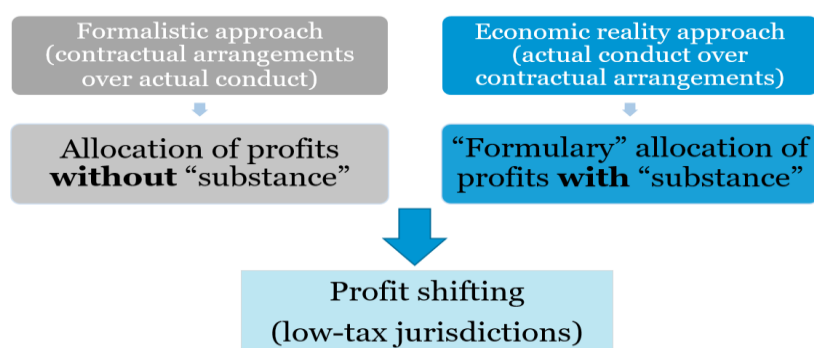 Formalistic approach
(contractual arrangements
over actual conduct)
Economic reality approach
(actual conduct over
contractual arrangements)
Allocation of profits
without “substance”
“Formulary” allocation of
profits with “substance”
Profit shifting
(low-tax jurisdictions)